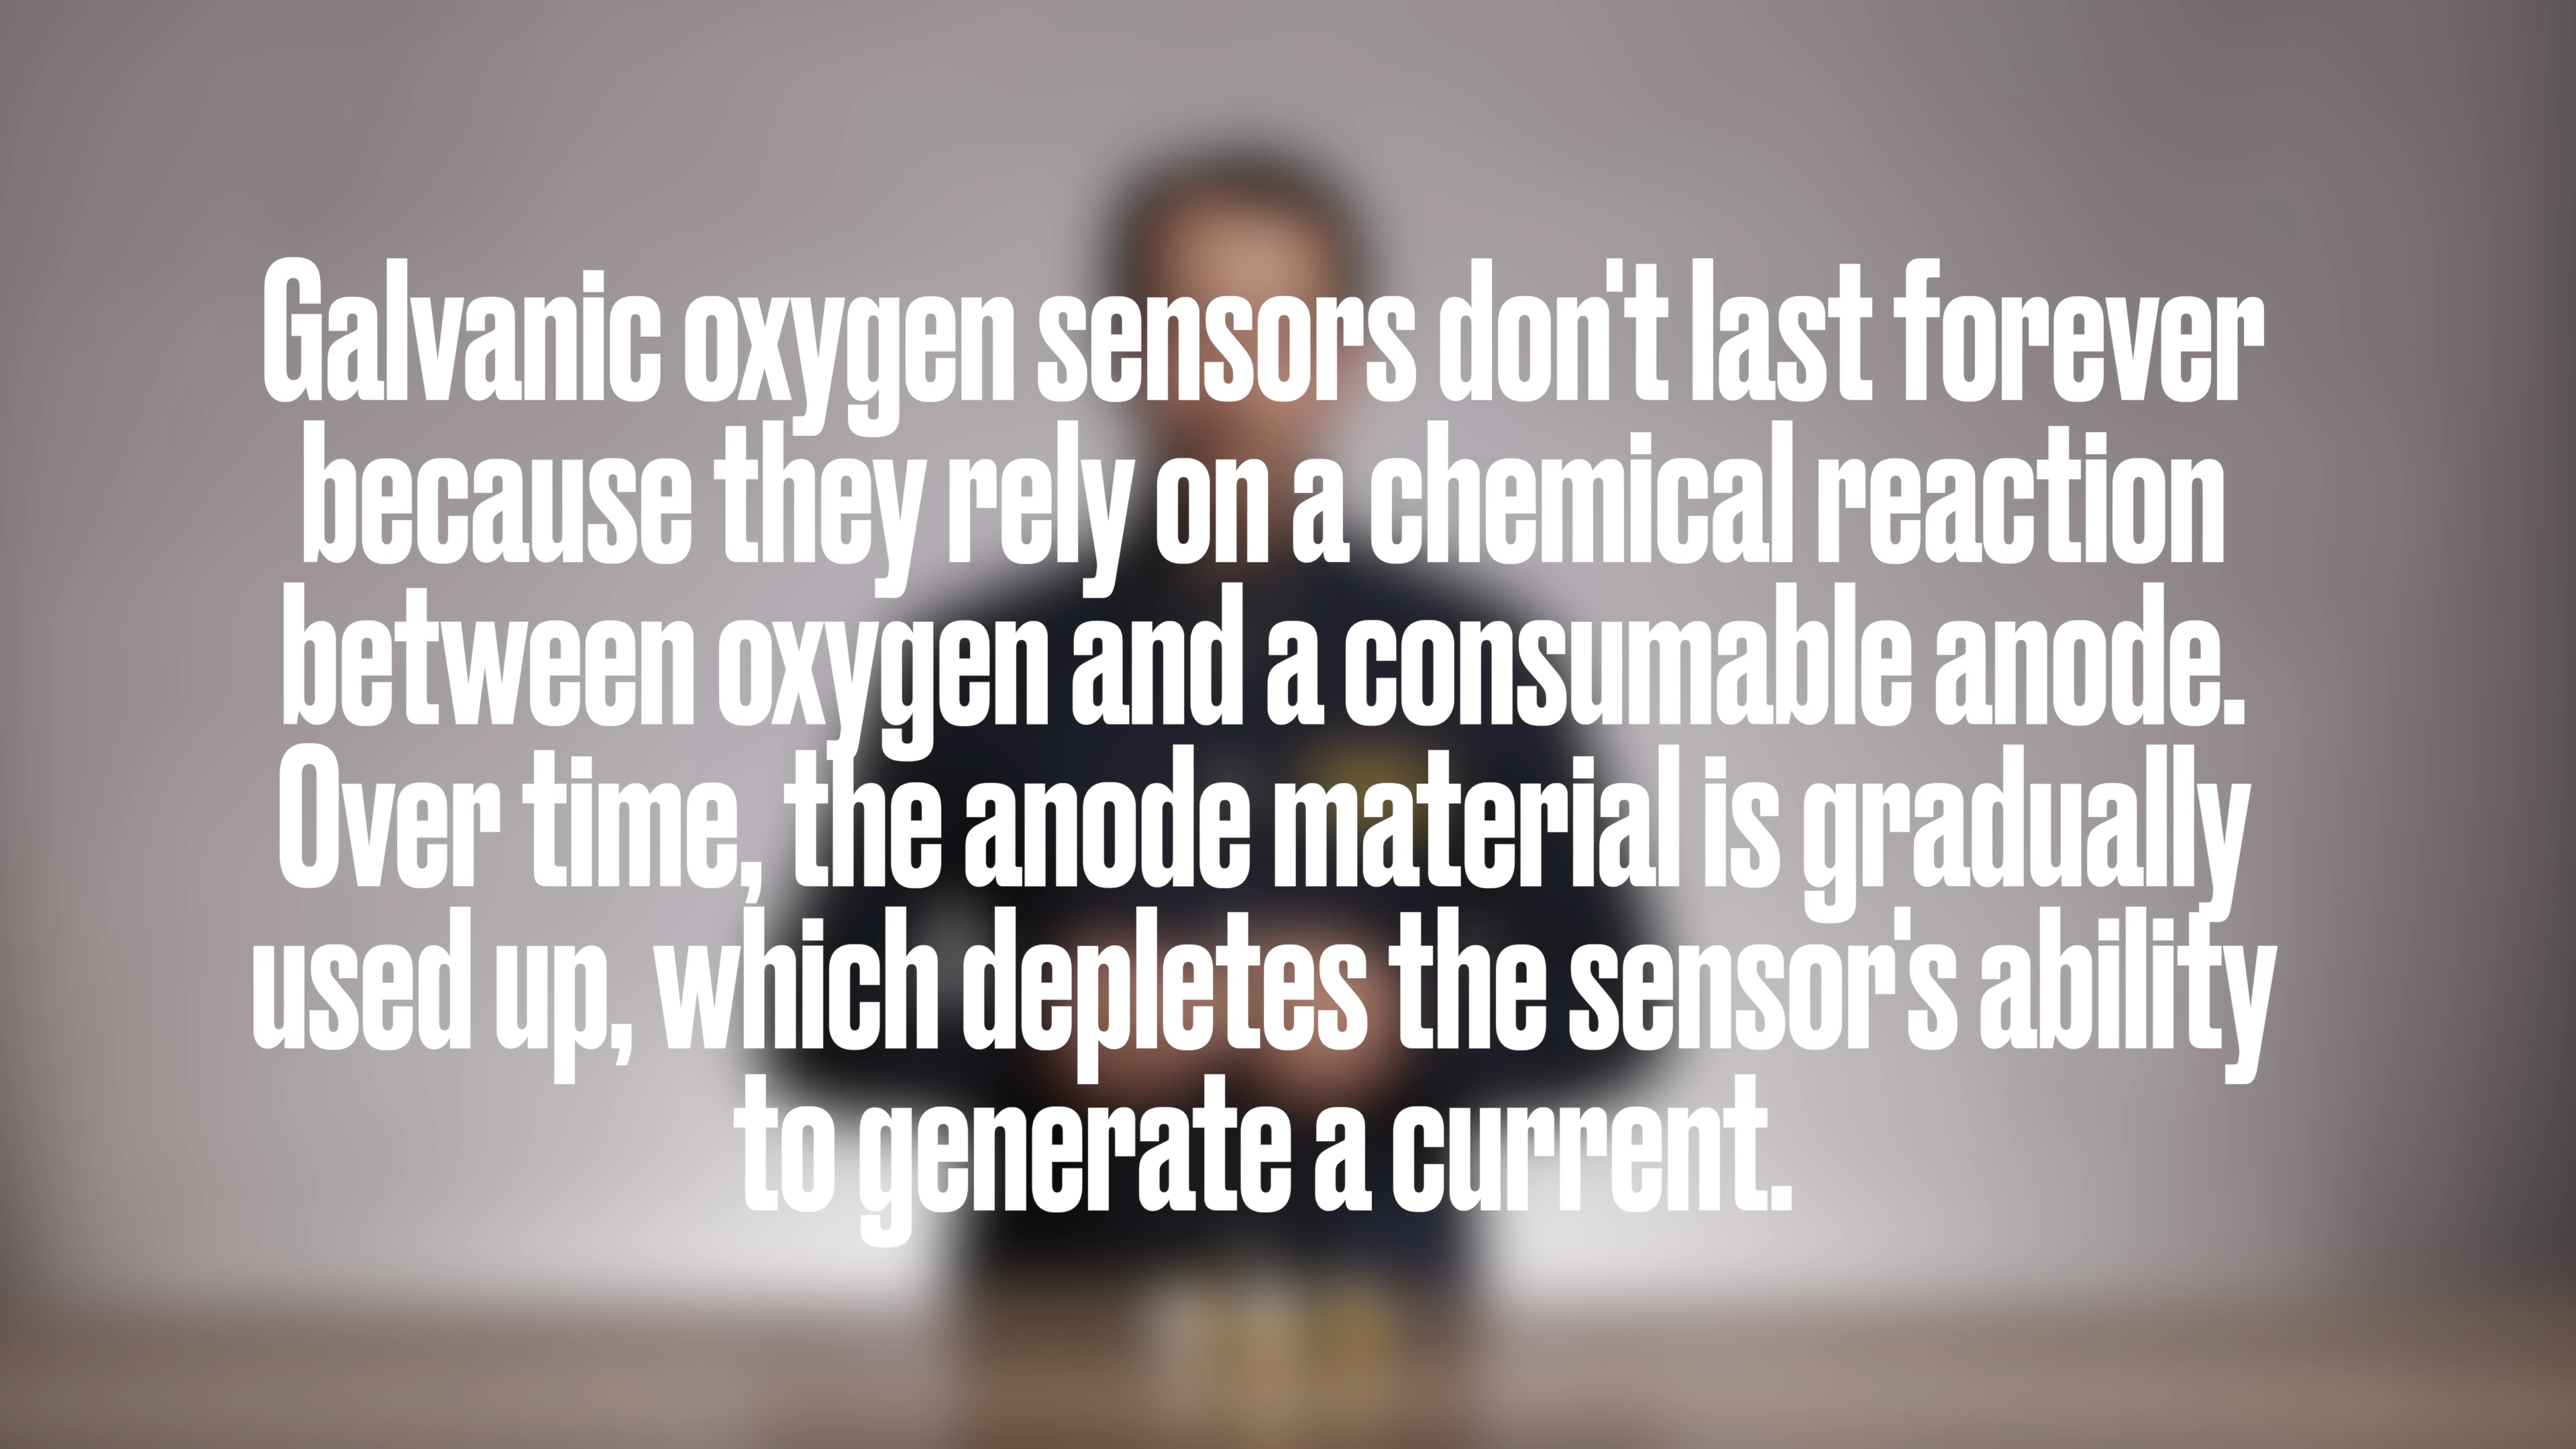 Galvanic oxygen sensors don't last forever
because they rely on a chemical reaction
between oxygen and a consumable anode.
Over time, the anode material is gradually
used up, which depletes the sensor's ability
to generate a current.